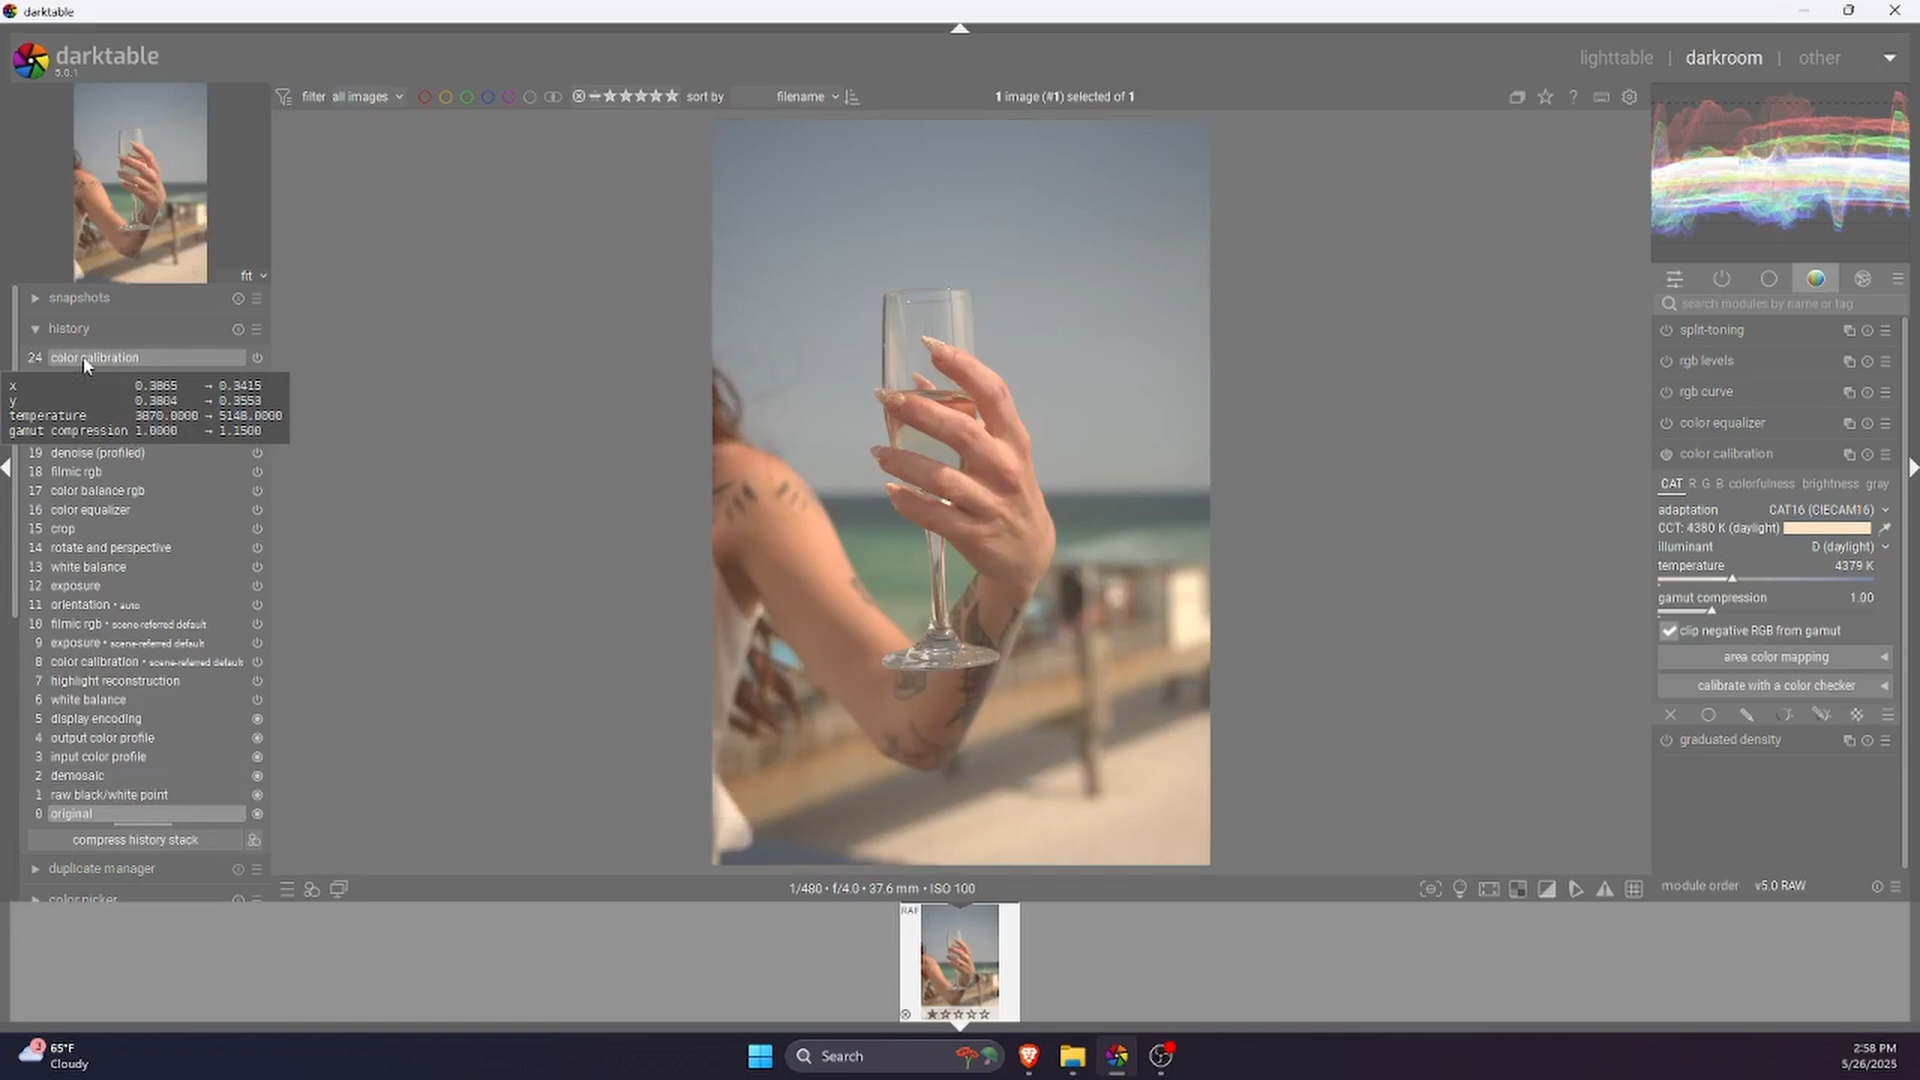 darktable
darktable
5.0.1
lighttable | darkroom | other
filter all images
sort by filename
1 image (#1) selected of 1
fit
snapshots
history
24 color calibration
x 0.3865 → 0.3415
y 0.3804 → 0.3553
temperature 3870.0000 → 5148.0000
gamut compression 1.0000 → 1.1500
19 denoise (profiled)
18 filmic rgb
17 color balance rgb
16 color equalizer
15 crop
14 rotate and perspective
13 white balance
12 exposure
11 orientation • auto
10 filmic rgb • scene-referred default
9 exposure • scene-referred default
8 color calibration • scene-referred default
7 highlight reconstruction
6 white balance
5 display encoding
4 output color profile
3 input color profile
2 demosaic
1 raw black/white point
0 original
compress history stack
duplicate manager
color picker
1/480 • f/4.0 • 37.6 mm • ISO 100
search modules by name or tag
split-toning
rgb levels
rgb curve
color equalizer
color calibration
CAT R G B colorfulness brightness gray
adaptation CAT16 (CIECAM16)
CCT: 4380 K (daylight)
illuminant D (daylight)
temperature 4379 K
gamut compression 1.00
clip negative RGB from gamut
area color mapping
calibrate with a color checker
graduated density
module order v5.0 RAW
RAF
3
65°F
Cloudy
Search
2:58 PM
5/26/2025